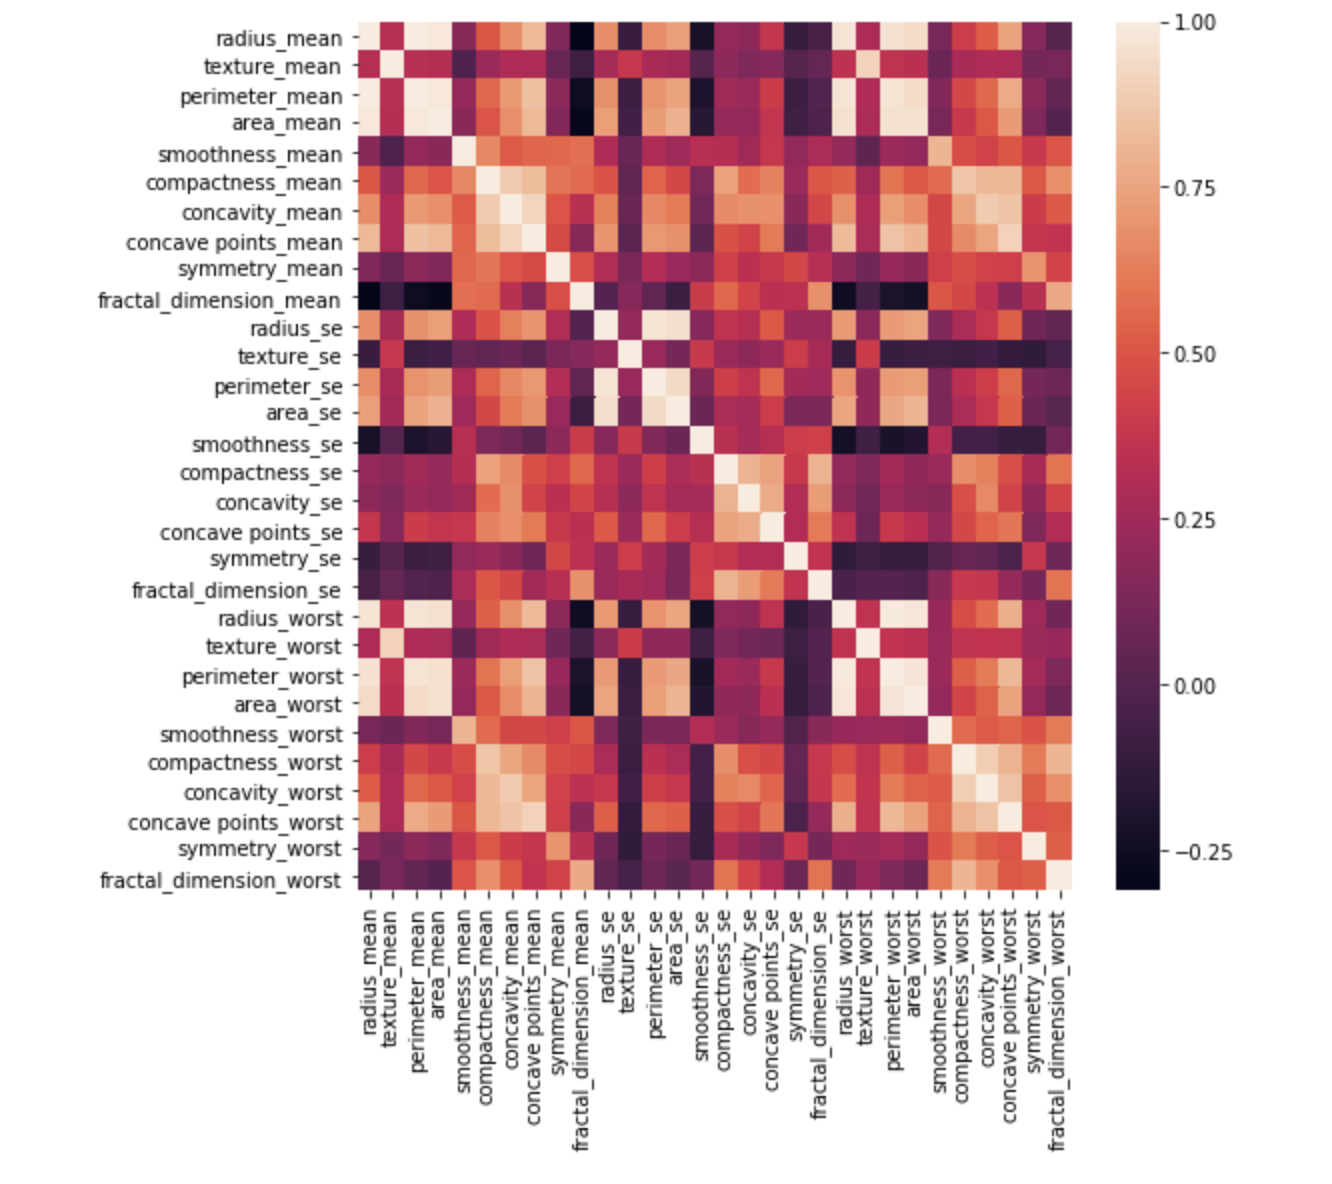 radius_mean
texture_mean
perimeter_mean
area_mean
smoothness_mean
compactness_mean
concavity_mean
concave points_mean
symmetry_mean
fractal_dimension_mean
radius_se
texture_se
perimeter_se
area_se
smoothness_se
compactness_se
concavity_se
concave points_se
symmetry_se
fractal_dimension_se
radius_worst
texture_worst
perimeter_worst
area_worst
smoothness_worst
compactness_worst
concavity_worst
concave points_worst
symmetry_worst
fractal_dimension_worst
radius_mean
texture_mean
perimeter_mean
area_mean
smoothness_mean
compactness_mean
concavity_mean
concave points_mean
symmetry_mean
fractal_dimension_mean
radius_se
texture_se
perimeter_se
area_se
smoothness_se
compactness_se
concavity_se
concave points_se
symmetry_se
fractal_dimension_se
radius_worst
texture_worst
perimeter_worst
area_worst
smoothness_worst
compactness_worst
concavity_worst
concave points_worst
symmetry_worst
fractal_dimension_worst
1.00
0.75
0.50
0.25
0.00
−0.25